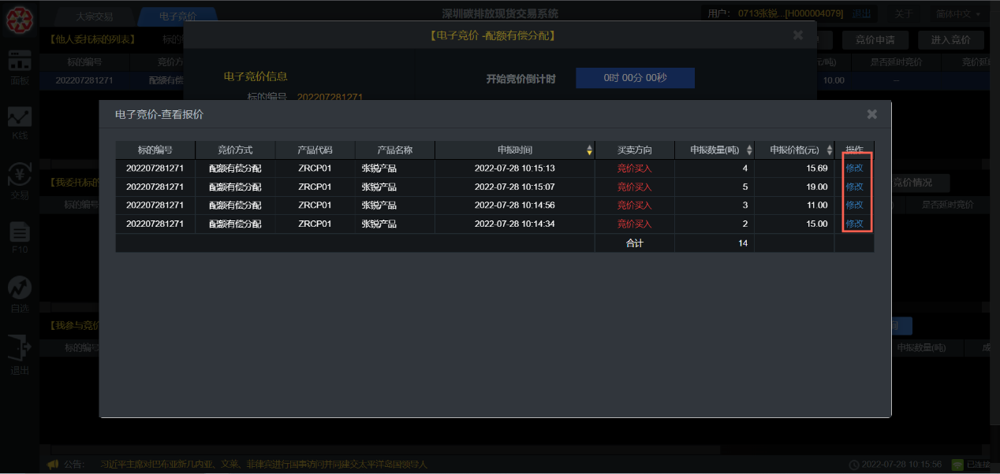 大宗交易 电子竞价 深圳碳排放现货交易系统 用户: 0713张锐...[H000004079] 退出 关于 简体中文
【他人委托标的列表】 标的 【电子竞价 -配额有偿分配】 竞价申请 进入竞价
标的编号 竞价方 元/吨) 是否延时竞价 竞价延
202207281271 配额有偿 10.00 --
电子竞价信息 开始竞价倒计时 0时 00分 00秒
标的编号 202207281271
面板
K线
交易
F10
自选
退出
电子竞价-查看报价
标的编号 竞价方式 产品代码 产品名称 申报时间 买卖方向 申报数量(吨) 申报价格(元) 操作
202207281271 配额有偿分配 ZRCP01 张锐产品 2022-07-28 10:15:13 竞价买入 4 15.69 修改
202207281271 配额有偿分配 ZRCP01 张锐产品 2022-07-28 10:15:07 竞价买入 5 19.00 修改
202207281271 配额有偿分配 ZRCP01 张锐产品 2022-07-28 10:14:56 竞价买入 3 11.00 修改
202207281271 配额有偿分配 ZRCP01 张锐产品 2022-07-28 10:14:34 竞价买入 2 15.00 修改
合计 14
【我委托标的 竞价情况
标的编号 是否延时竞价
【我参与竞价
标的编号 申报数量(吨) 成
公告: 习近平主席对巴布亚新几内亚、文莱、菲律宾进行国事访问并同建交太平洋岛国领导人 2022-07-28 10:15:56 已连接